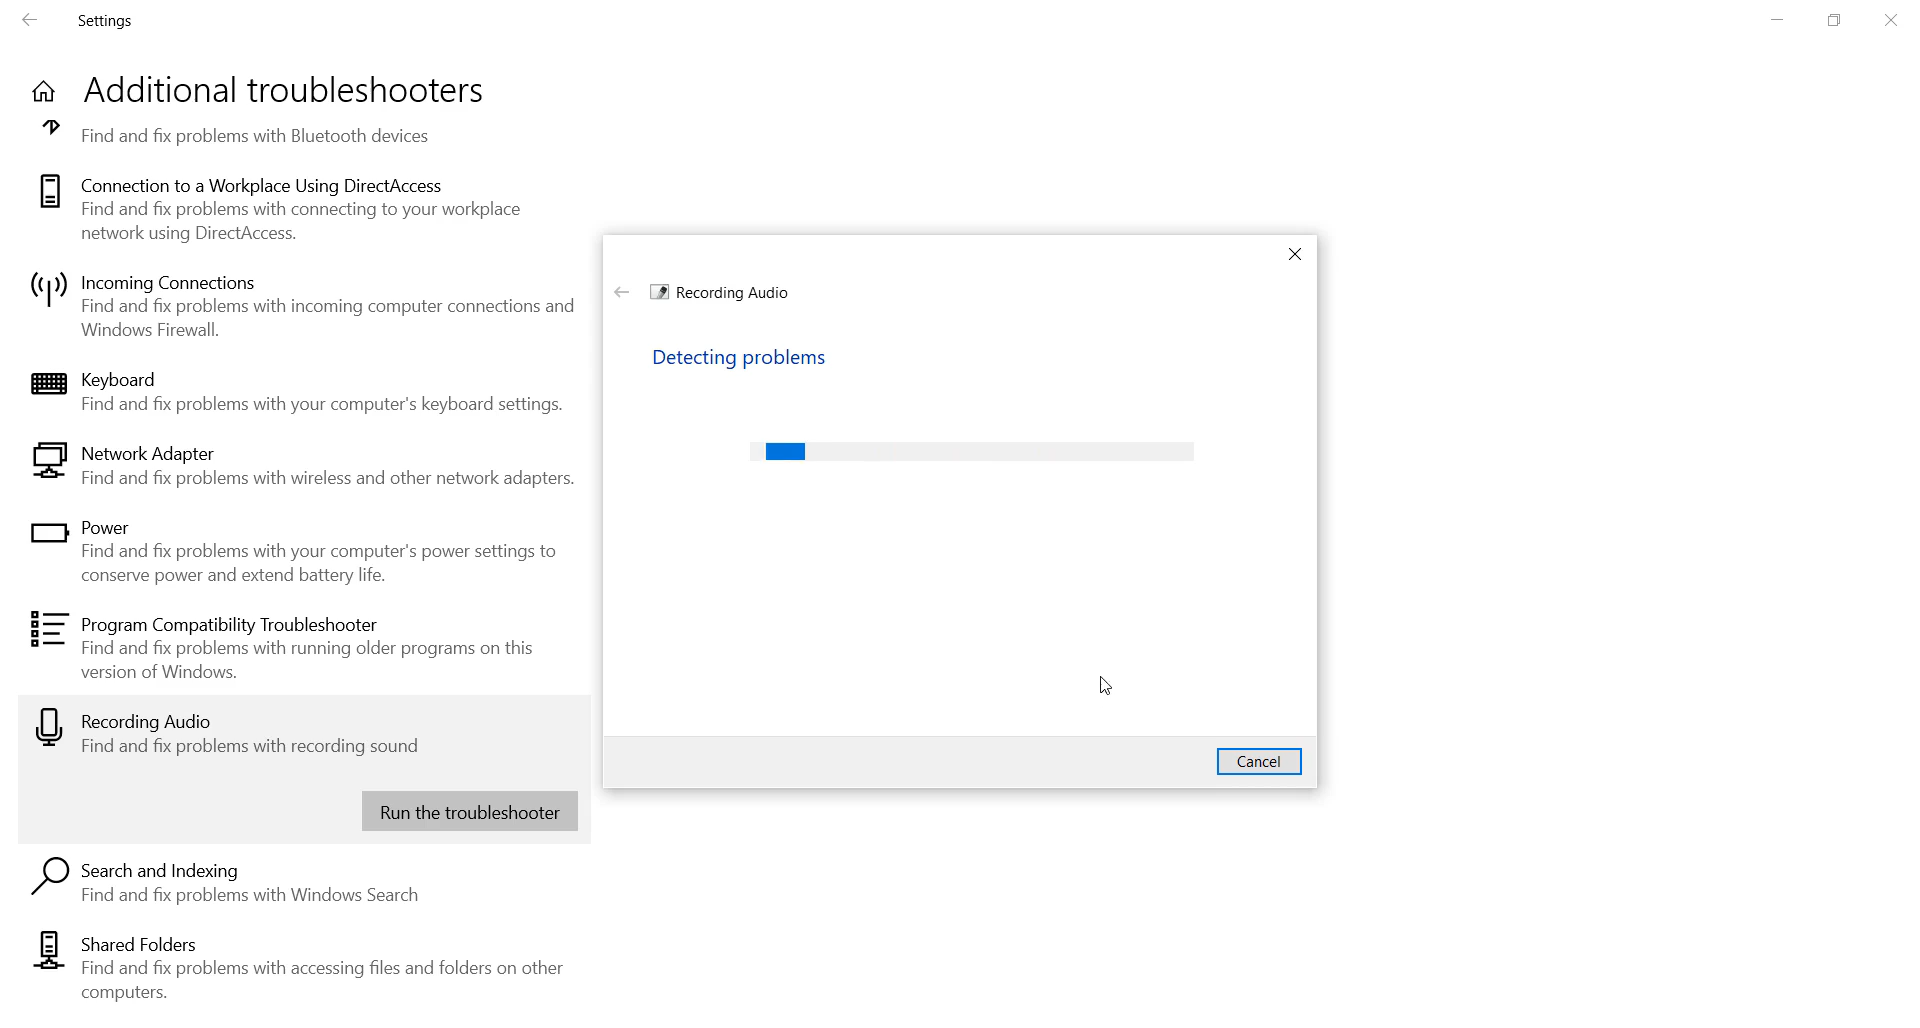 Settings
Additional troubleshooters
Find and fix problems with Bluetooth devices
Connection to a Workplace Using DirectAccess
Find and fix problems with connecting to your workplace
network using DirectAccess.
Incoming Connections
Find and fix problems with incoming computer connections and
Windows Firewall.
Keyboard
Find and fix problems with your computer's keyboard settings.
Network Adapter
Find and fix problems with wireless and other network adapters.
Power
Find and fix problems with your computer's power settings to
conserve power and extend battery life.
Program Compatibility Troubleshooter
Find and fix problems with running older programs on this
version of Windows.
Recording Audio
Find and fix problems with recording sound
Run the troubleshooter
Search and Indexing
Find and fix problems with Windows Search
Shared Folders
Find and fix problems with accessing files and folders on other
computers.
Recording Audio
Detecting problems
Cancel